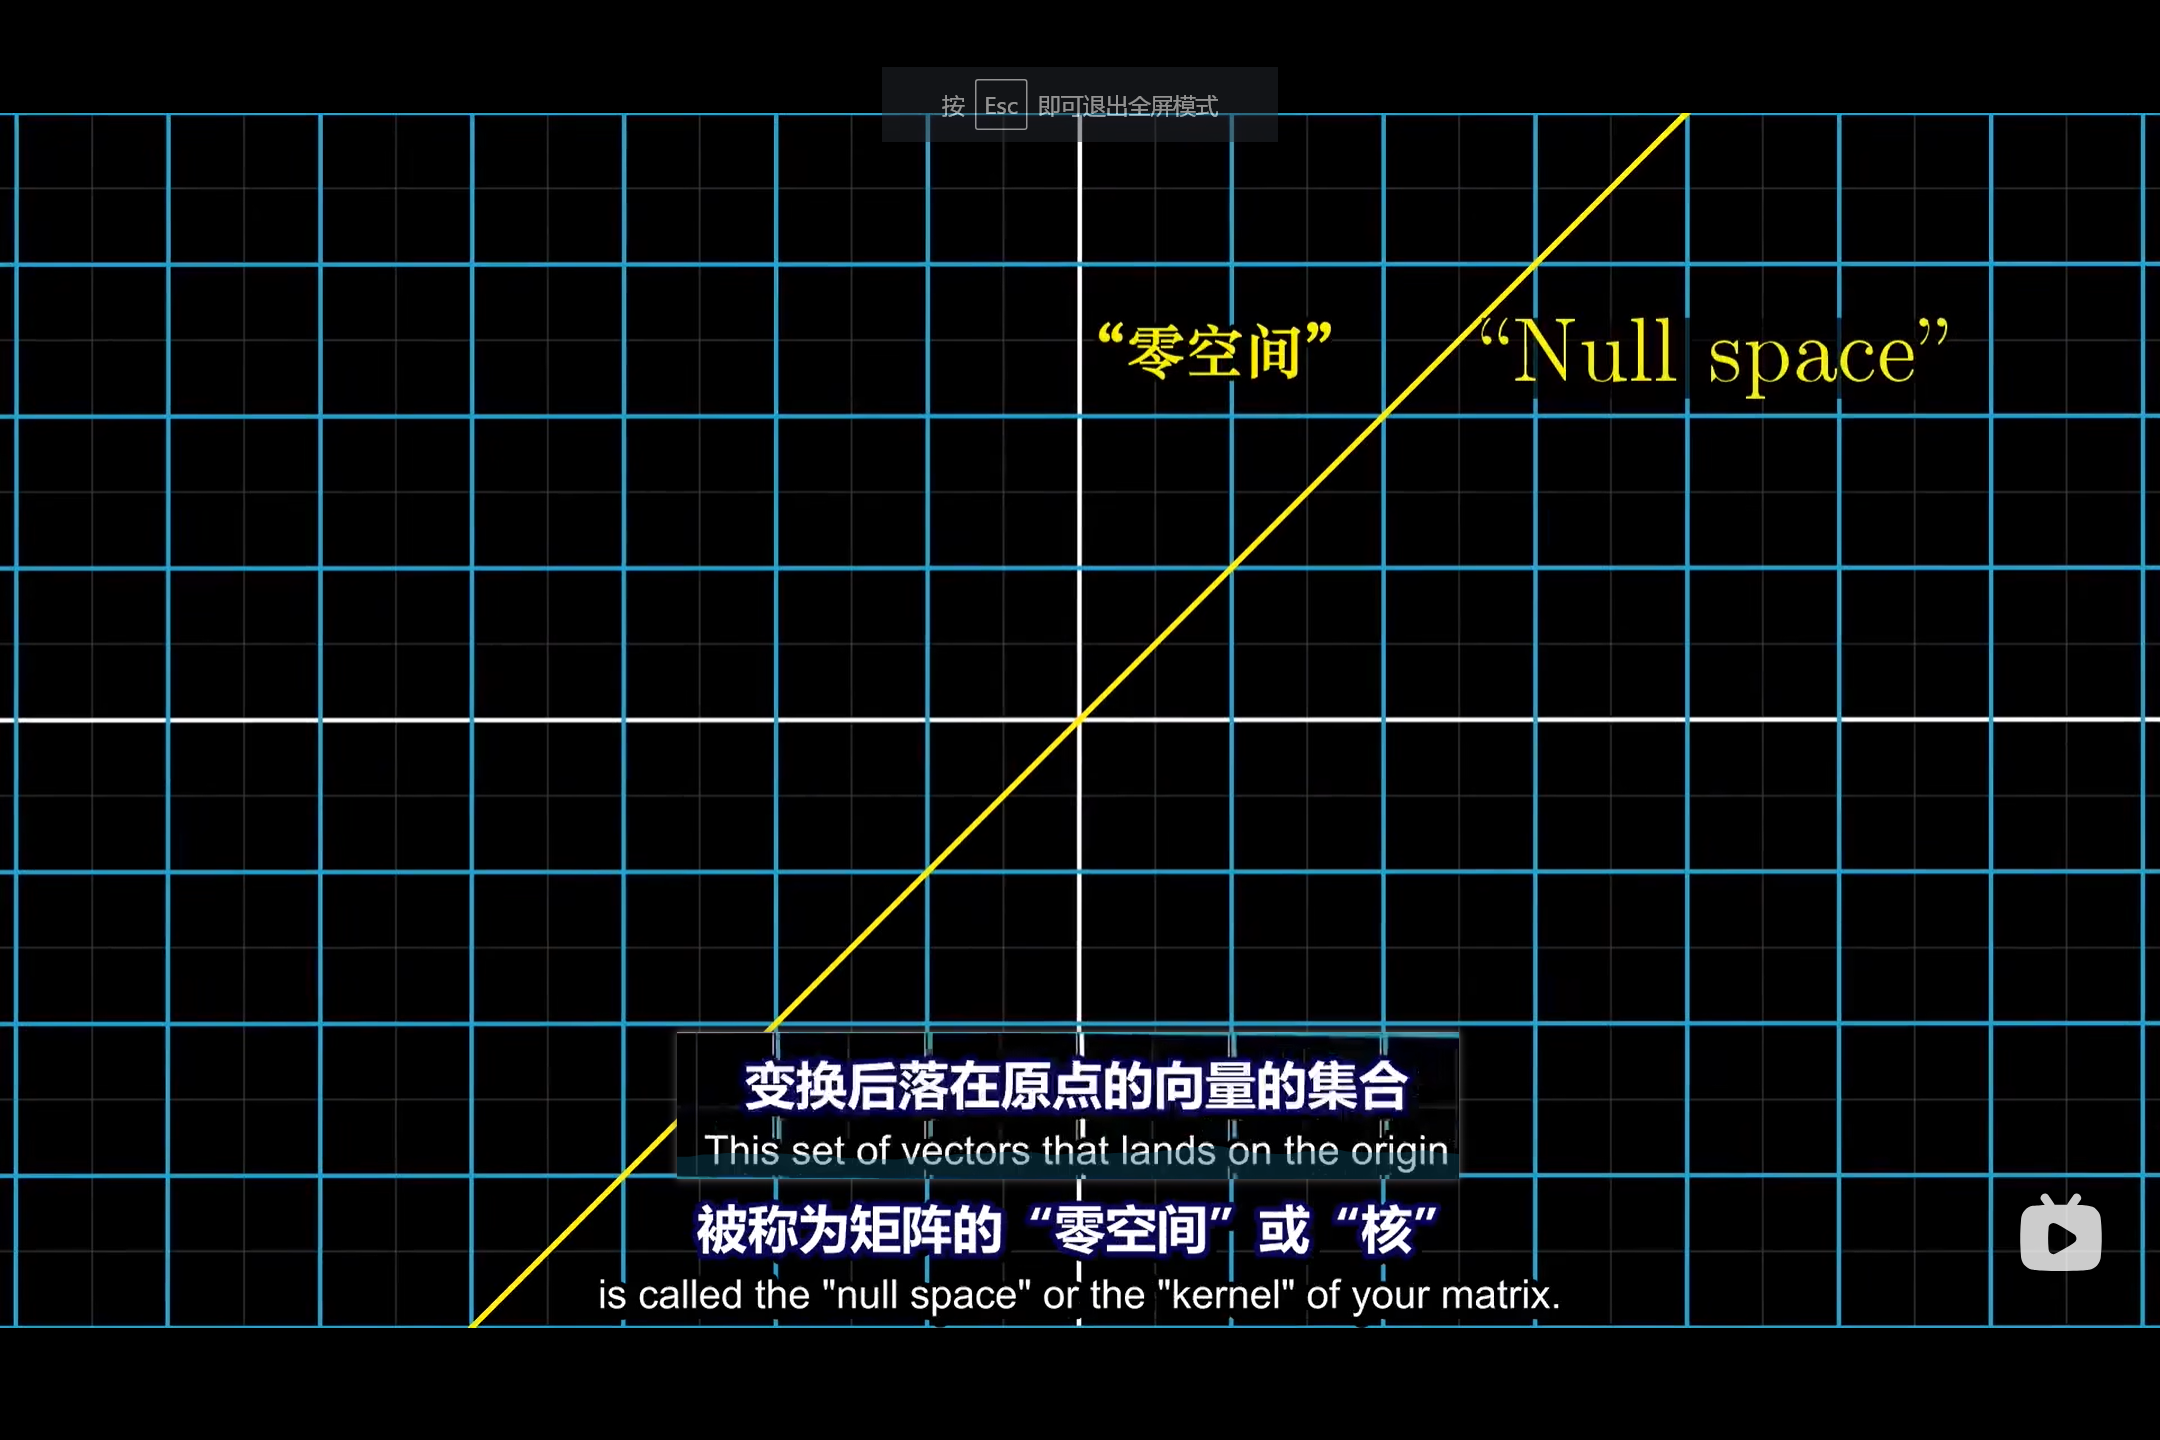 按 Esc 即可退出全屏模式
“零空间” “Null space”
变换后落在原点的向量的集合
This set of vectors that lands on the origin
被称为矩阵的“零空间”或“核”
is called the "null space" or the "kernel" of your matrix.